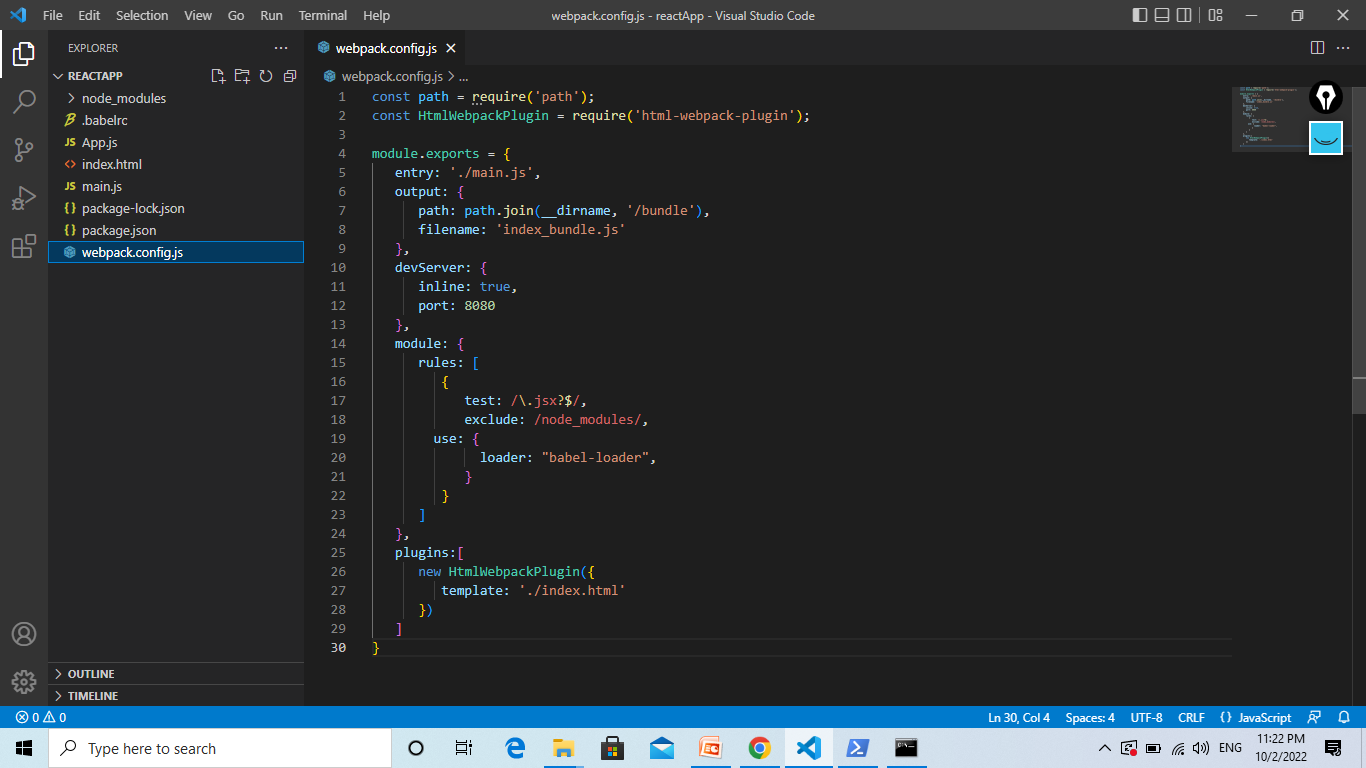 File Edit Selection View Go Run Terminal Help
webpack.config.js - reactApp - Visual Studio Code
EXPLORER
REACTAPP
node_modules
.babelrc
JS App.js
<> index.html
JS main.js
{} package-lock.json
{} package.json
webpack.config.js
OUTLINE
TIMELINE
webpack.config.js
webpack.config.js > ...
1 const path = require('path');
2 const HtmlWebpackPlugin = require('html-webpack-plugin');
3
4 module.exports = {
5 entry: './main.js',
6 output: {
7 path: path.join(__dirname, '/bundle'),
8 filename: 'index_bundle.js'
9 },
10 devServer: {
11 inline: true,
12 port: 8080
13 },
14 module: {
15 rules: [
16 {
17 test: /\.jsx?$/,
18 exclude: /node_modules/,
19 use: {
20 loader: "babel-loader",
21 }
22 }
23 ]
24 },
25 plugins:[
26 new HtmlWebpackPlugin({
27 template: './index.html'
28 })
29 ]
30 }
0 0
Ln 30, Col 4 Spaces: 4 UTF-8 CRLF {} JavaScript
Type here to search
ENG
11:22 PM
10/2/2022